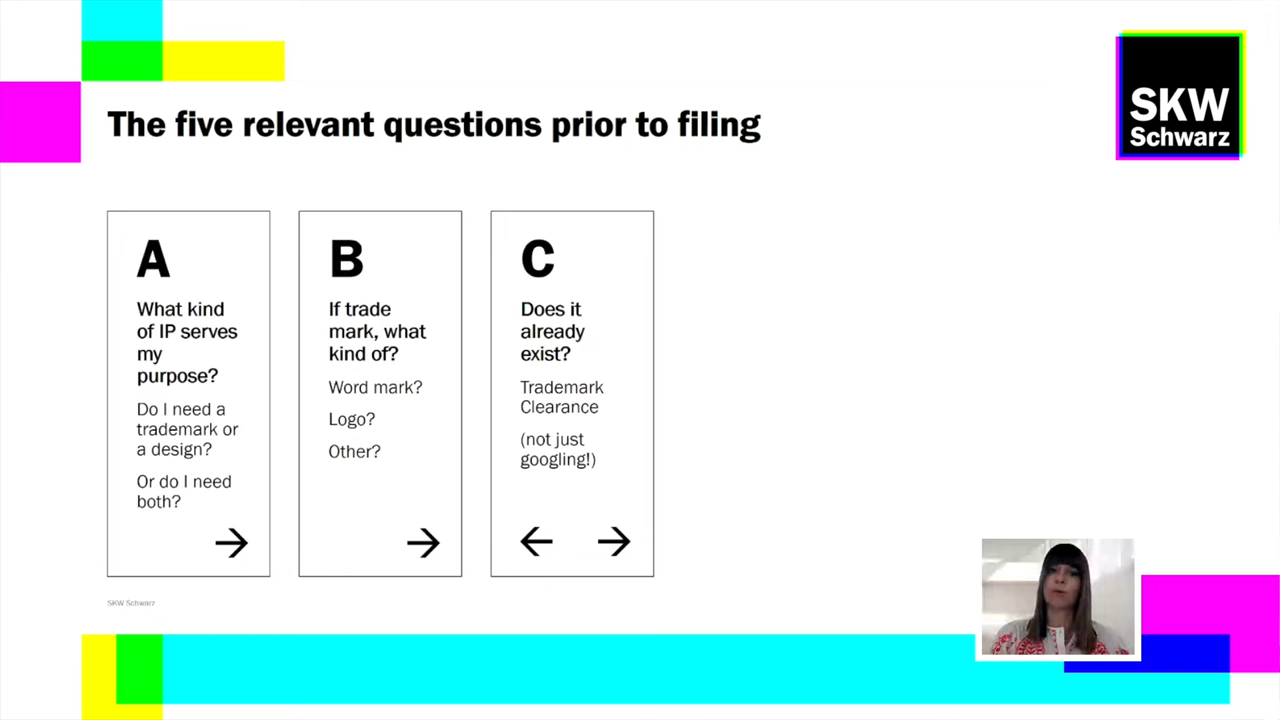 The five relevant questions prior to filing
SKW
Schwarz
A
What kind
of IP serves
my
purpose?
Do I need a
trademark or
a design?
Or do I need
both?
B
If trade
mark, what
kind of?
Word mark?
Logo?
Other?
C
Does it
already
exist?
Trademark
Clearance
(not just
googling!)
SKW Schwarz